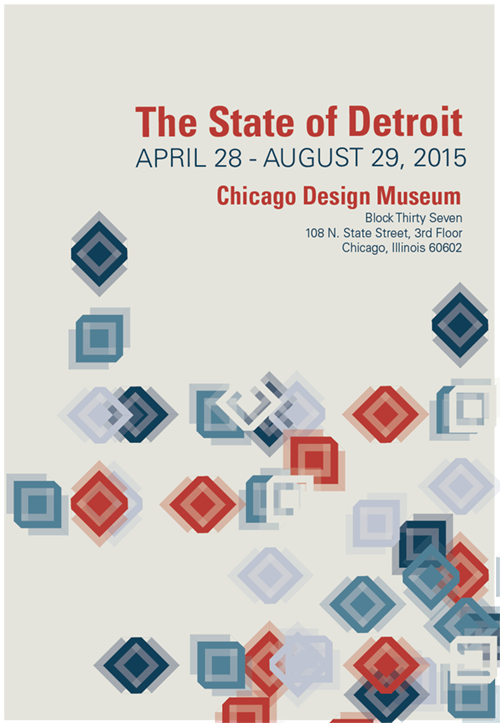 The State of Detroit
APRIL 28 - AUGUST 29, 2015
Chicago Design Museum
Block Thirty Seven
108 N. State Street, 3rd Floor
Chicago, Illinois 60602